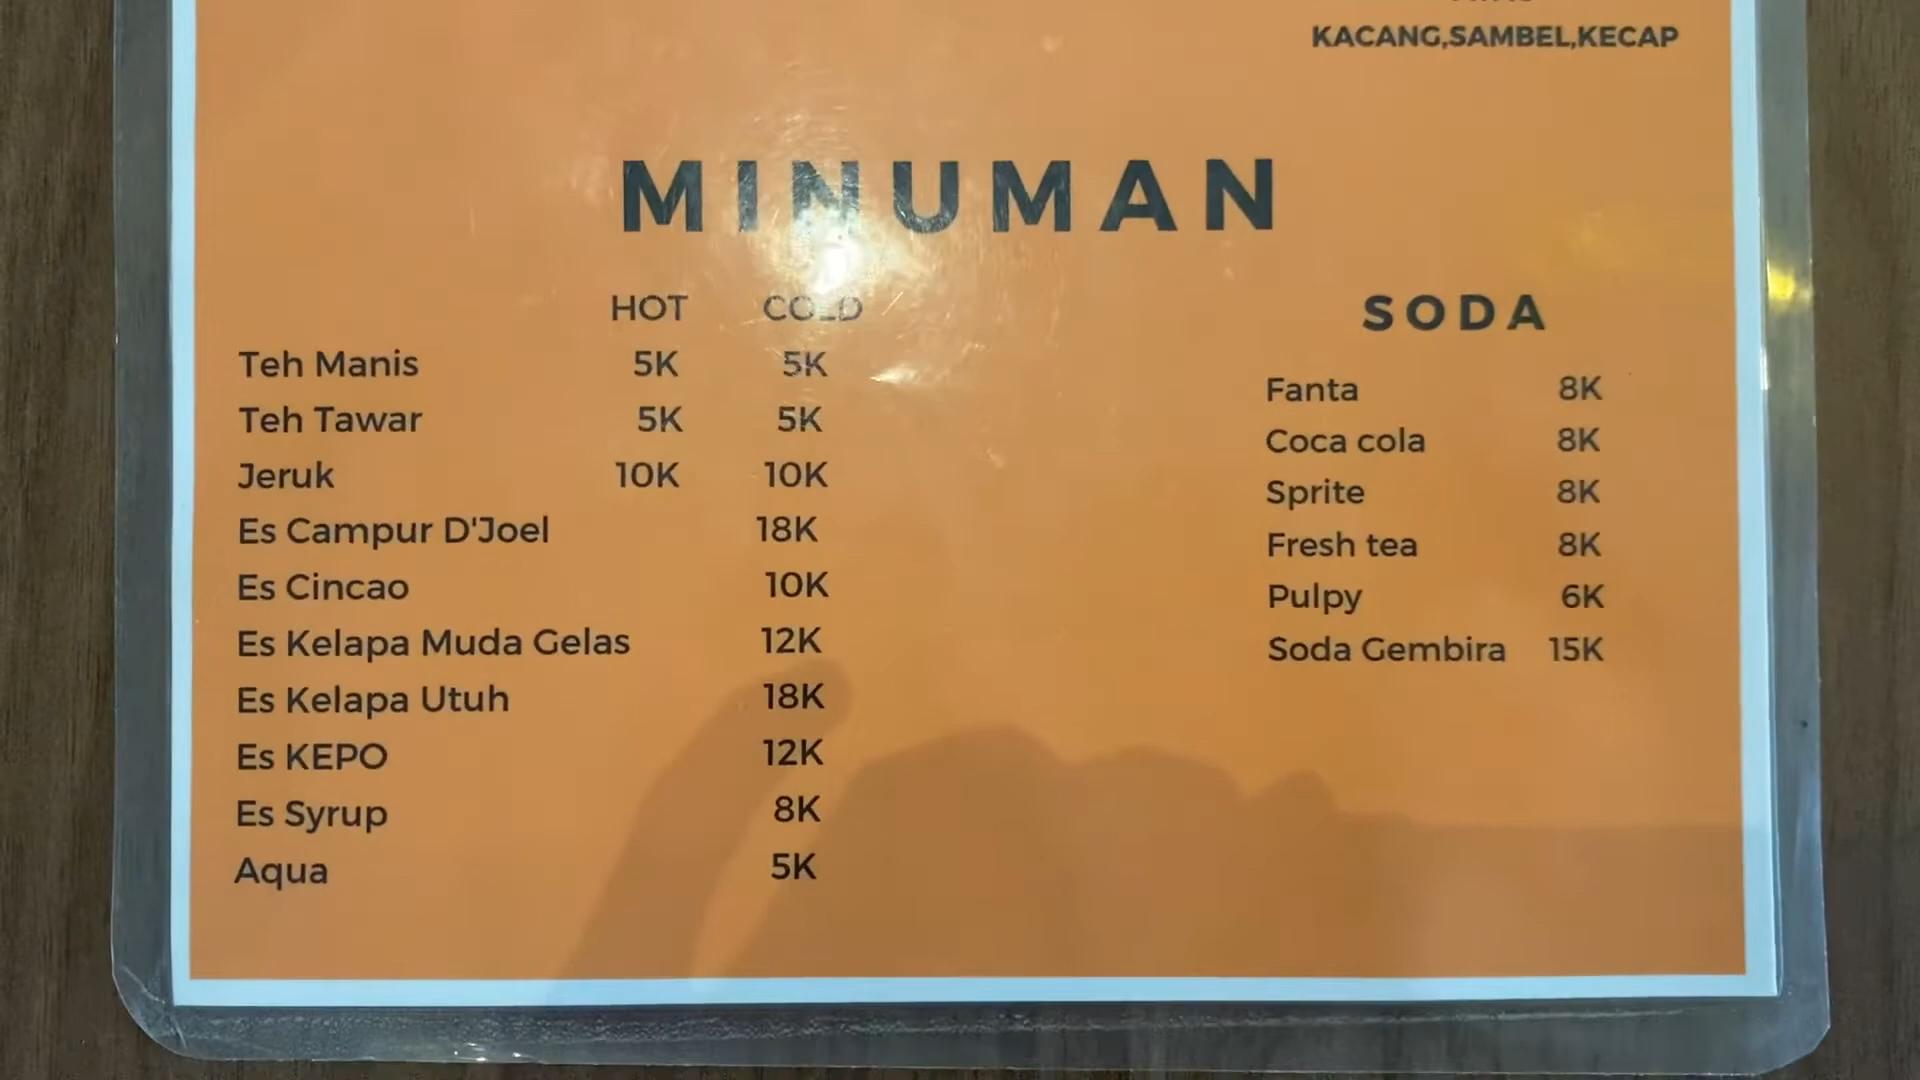 KACANG,SAMBEL,KECAP
MINUMAN
HOT COLD
Teh Manis 5K 5K
Teh Tawar 5K 5K
Jeruk 10K 10K
Es Campur D'Joel 18K
Es Cincao 10K
Es Kelapa Muda Gelas 12K
Es Kelapa Utuh 18K
Es KEPO 12K
Es Syrup 8K
Aqua 5K
SODA
Fanta 8K
Coca cola 8K
Sprite 8K
Fresh tea 8K
Pulpy 6K
Soda Gembira 15K